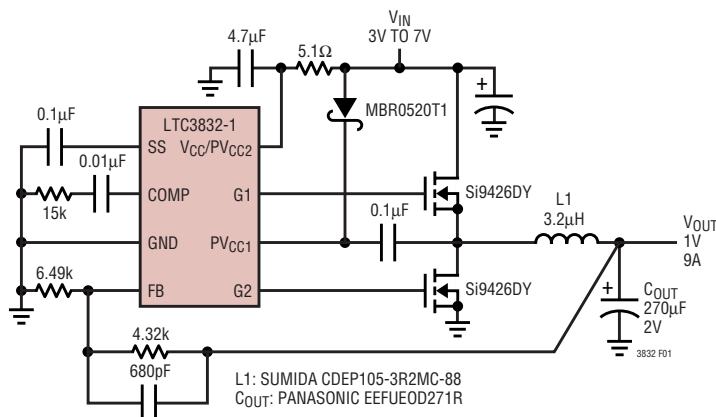 V_IN
3V TO 7V
4.7µF
5.1Ω
MBR0520T1
+
0.1µF
LTC3832-1
SS
V_CC/PV_CC2
0.01µF
COMP
G1
Si9426DY
15k
L1
3.2µH
0.1µF
V_OUT
1V
9A
GND
PV_CC1
6.49k
FB
G2
Si9426DY
+
C_OUT
270µF
2V
4.32k
680pF
3832 F01
L1: SUMIDA CDEP105-3R2MC-88
C_OUT: PANASONIC EEFUEOD271R